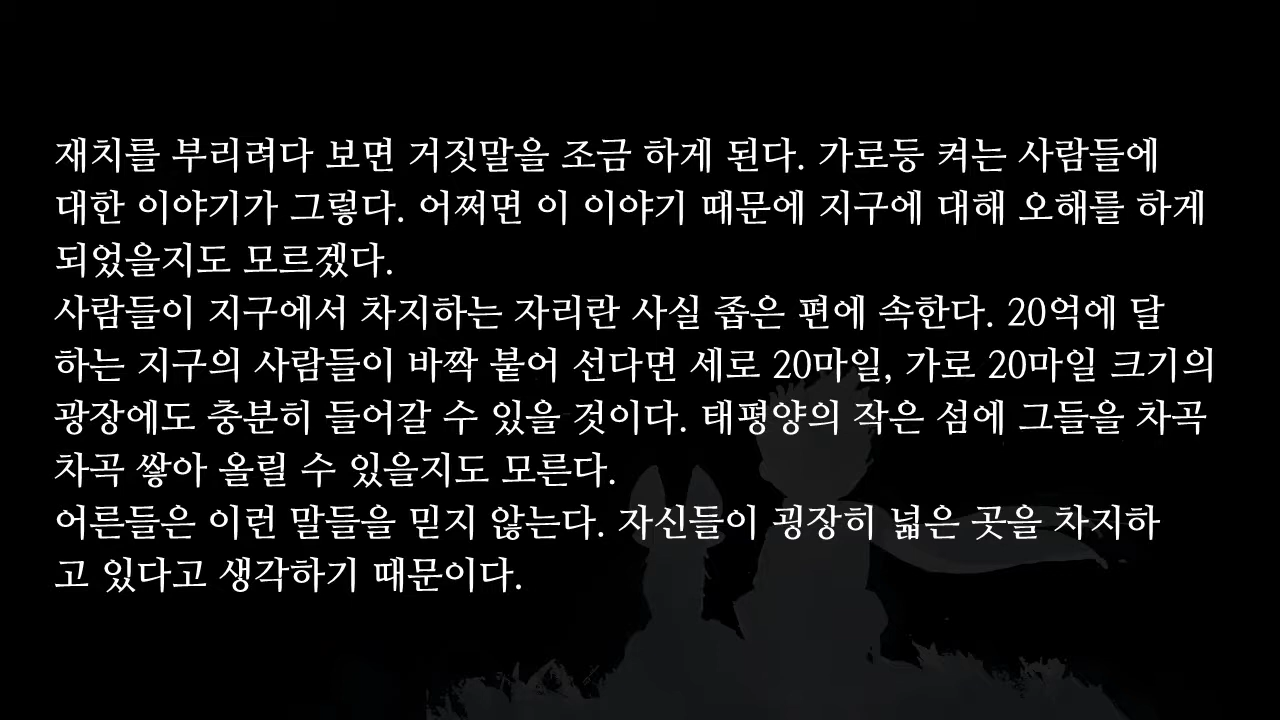 재치를 부리려다 보면 거짓말을 조금 하게 된다. 가로등 켜는 사람들에
대한 이야기가 그렇다. 어쩌면 이 이야기 때문에 지구에 대해 오해를 하게
되었을지도 모르겠다.
사람들이 지구에서 차지하는 자리란 사실 좁은 편에 속한다. 20억에 달
하는 지구의 사람들이 바짝 붙어 선다면 세로 20마일, 가로 20마일 크기의
광장에도 충분히 들어갈 수 있을 것이다. 태평양의 작은 섬에 그들을 차곡
차곡 쌓아 올릴 수 있을지도 모른다.
어른들은 이런 말들을 믿지 않는다. 자신들이 굉장히 넓은 곳을 차지하
고 있다고 생각하기 때문이다.